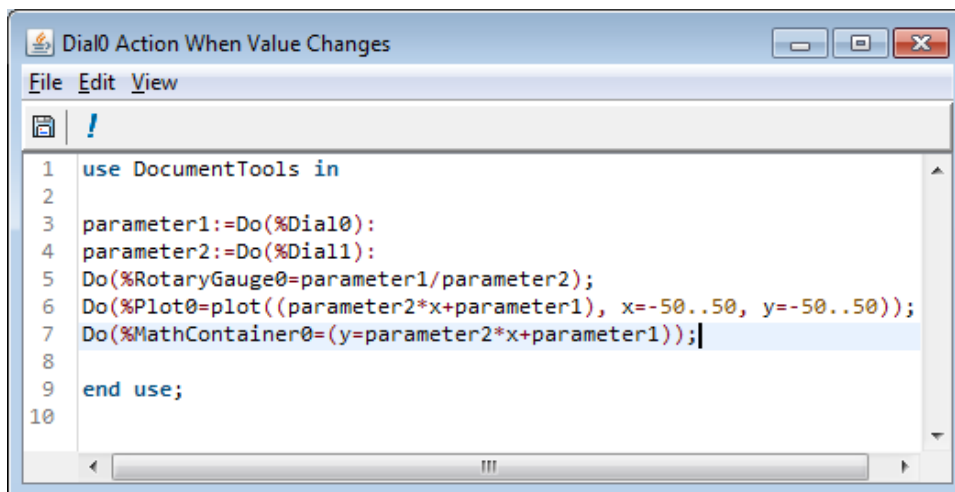 Dial0 Action When Value Changes
File Edit View
!
1 use DocumentTools in
2
3 parameter1:=Do(%Dial0):
4 parameter2:=Do(%Dial1):
5 Do(%RotaryGauge0=parameter1/parameter2);
6 Do(%Plot0=plot((parameter2*x+parameter1), x=-50..50, y=-50..50));
7 Do(%MathContainer0=(y=parameter2*x+parameter1));
8
9 end use;
10